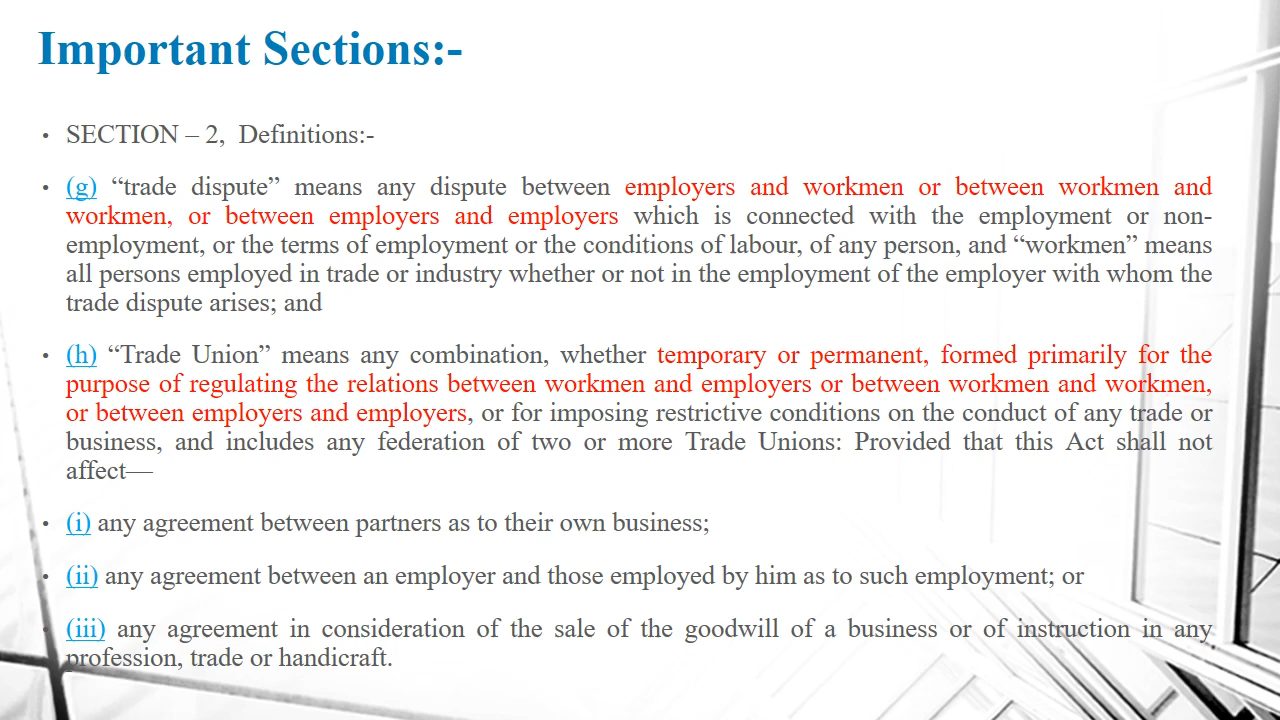 Important Sections:-
• SECTION – 2,  Definitions:-
• (g) “trade dispute” means any dispute between employers and workmen or between workmen and
workmen, or between employers and employers which is connected with the employment or non-
employment, or the terms of employment or the conditions of labour, of any person, and “workmen” means
all persons employed in trade or industry whether or not in the employment of the employer with whom the
trade dispute arises; and
• (h) “Trade Union” means any combination, whether temporary or permanent, formed primarily for the
purpose of regulating the relations between workmen and employers or between workmen and workmen,
or between employers and employers, or for imposing restrictive conditions on the conduct of any trade or
business, and includes any federation of two or more Trade Unions: Provided that this Act shall not
affect—
• (i) any agreement between partners as to their own business;
• (ii) any agreement between an employer and those employed by him as to such employment; or
• (iii) any agreement in consideration of the sale of the goodwill of a business or of instruction in any
profession, trade or handicraft.